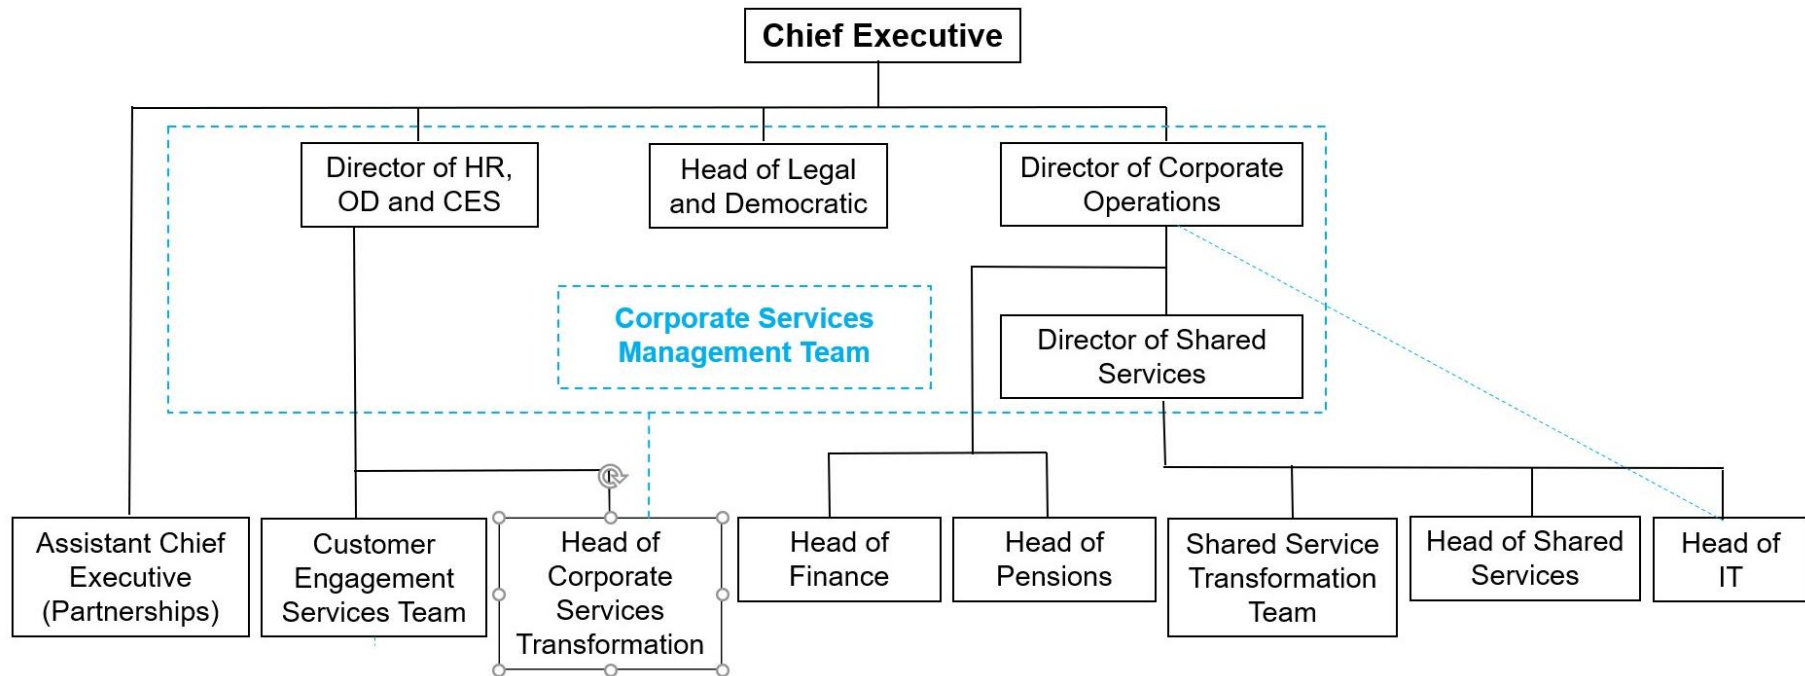 Chief Executive
Director of HR,
OD and CES
Head of Legal
and Democratic
Director of Corporate
Operations
Corporate Services
Management Team
Director of Shared
Services
Assistant Chief
Executive
(Partnerships)
Customer
Engagement
Services Team
Head of
Corporate
Services
Transformation
Head of
Finance
Head of
Pensions
Shared Service
Transformation
Team
Head of Shared
Services
Head of
IT